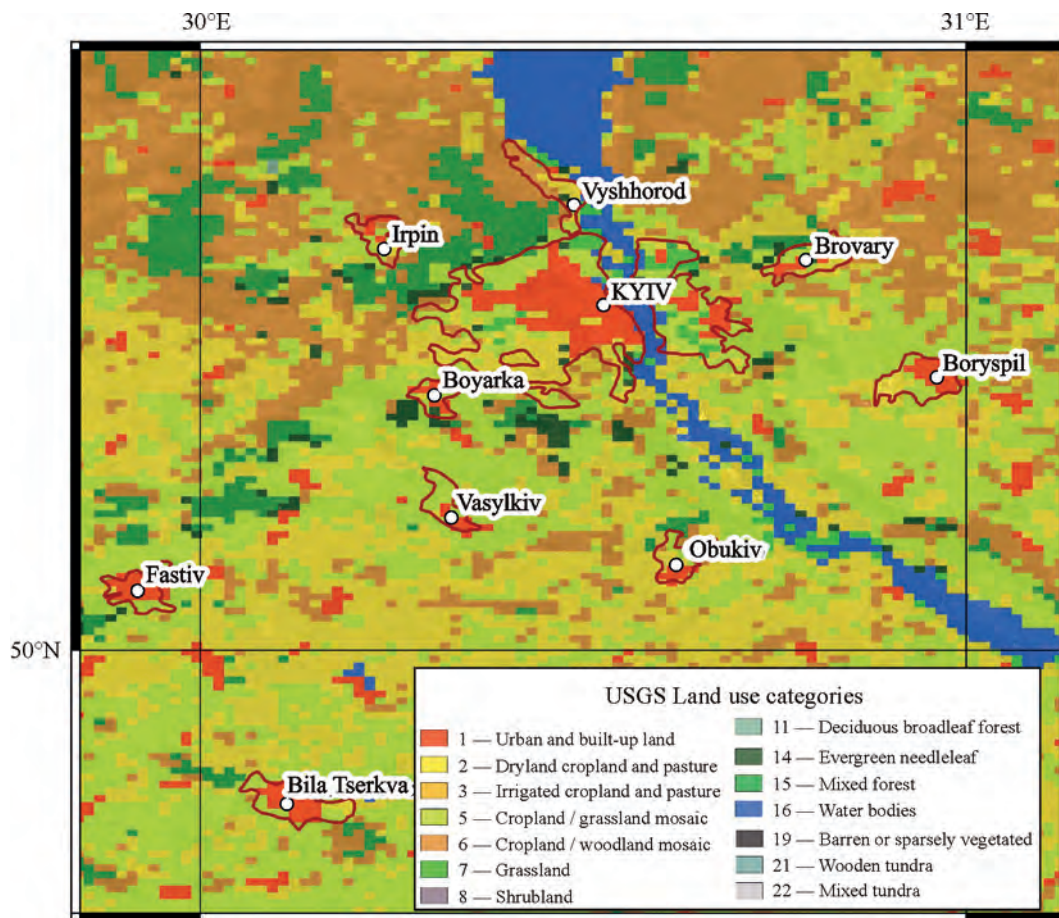 30°E
31°E
Vyshhorod
Irpin
Brovary
KYIV
Boryspil
Boyarka
Vasylkiv
Obukiv
Fastiv
50°N
Bila Tserkva
USGS Land use categories
1 — Urban and built-up land
2 — Dryland cropland and pasture
3 — Irrigated cropland and pasture
5 — Cropland / grassland mosaic
6 — Cropland / woodland mosaic
7 — Grassland
8 — Shrubland
11 — Deciduous broadleaf forest
14 — Evergreen needleleaf
15 — Mixed forest
16 — Water bodies
19 — Barren or sparsely vegetated
21 — Wooden tundra
22 — Mixed tundra